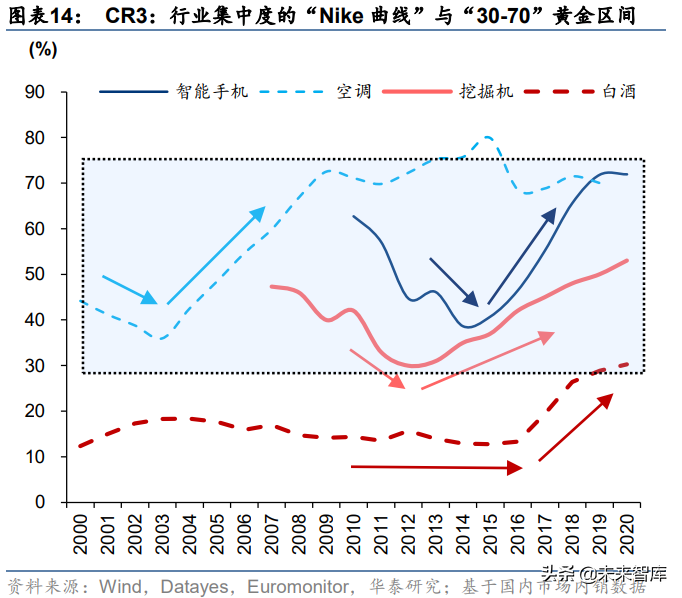 图表14： CR3：行业集中度的“Nike 曲线”与“30-70”黄金区间
(%)
智能手机 空调 挖掘机 白酒
90
80
70
60
50
40
30
20
10
0
2000 2001 2002 2003 2004 2005 2006 2007 2008 2009 2010 2011 2012 2013 2014 2015 2016 2017 2018 2019 2020
资料来源：Wind，Datayes，Euromonitor，华泰研究；基于国内市场内销数据
头条@未来智库